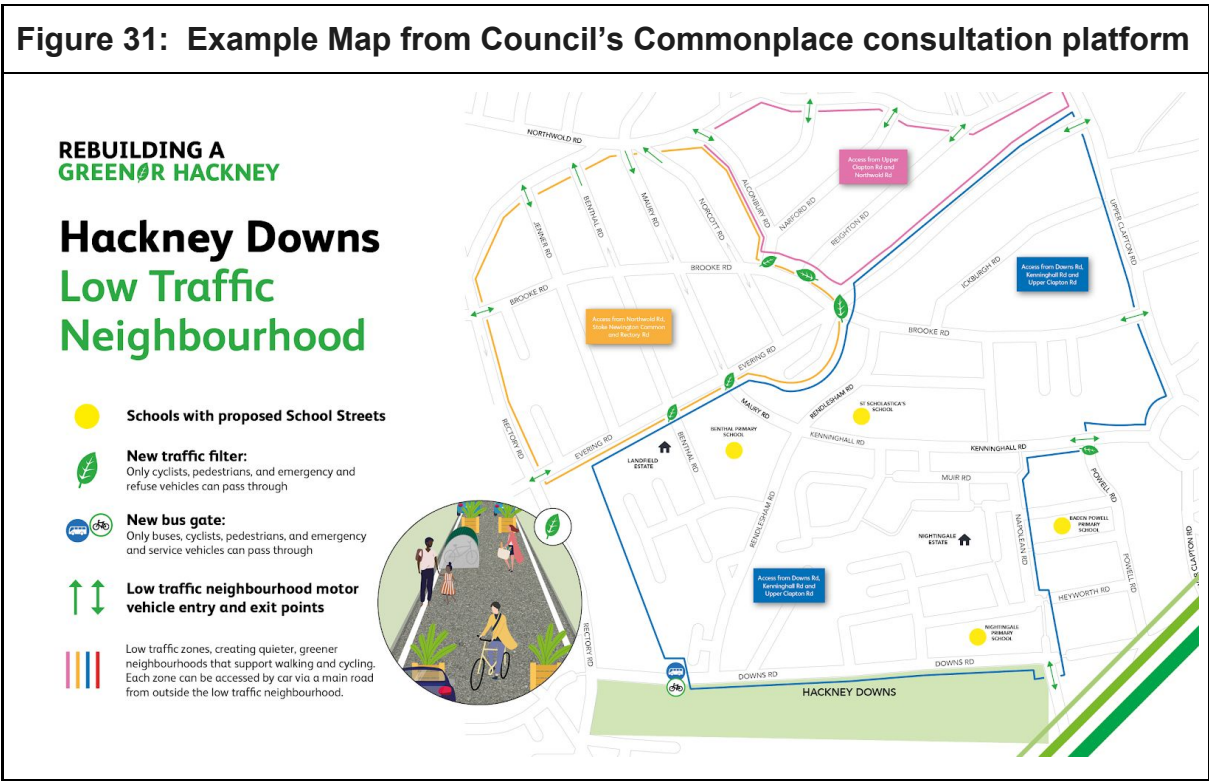 Figure 31: Example Map from Council's Commonplace consultation platform
REBUILDING A
GREENER HACKNEY
Hackney Downs
Low Traffic
Neighbourhood
Schools with proposed School Streets
New traffic filter:
Only cyclists, pedestrians, and emergency and
refuse vehicles can pass through
New bus gate:
Only buses, cyclists, pedestrians, and emergency
and service vehicles can pass through
Low traffic neighbourhood motor
vehicle entry and exit points
Low traffic zones, creating quieter, greener
neighbourhoods that support walking and cycling.
Each zone can be accessed by car via a main road
from outside the low traffic neighbourhood.
NORTHWOLD RD
JENNER RD
BENTHAL RD
MAURY RD
NORCOTT RD
ALCONBURY RD
NARFORD RD
REIGHTON RD
Access from Upper
Clapton Rd and
Northwold Rd
UPPER CLAPTON RD
BROOKE RD
BROOKE RD
ICKBURGH RD
Access from Downs Rd,
Kenninghall Rd and
Upper Clapton Rd
Access from Northwold Rd,
Stoke Newington Common
and Rectory Rd
BROOKE RD
EVERING RD
RECTORY RD
EVERING RD
MAURY RD
RENDLESHAM RD
ST SCHOLASTICA'S
SCHOOL
BENTHAL PRIMARY
SCHOOL
LANDFIELD
ESTATE
BENTHAL RD
KENNINGHALL RD
KENNINGHALL RD
MUIR RD
POWELL RD
RENDLESHAM RD
NIGHTINGALE
ESTATE
NAPOLEAN RD
BADEN POWELL
PRIMARY
SCHOOL
POWELL RD
R CLAPTON RD
Access from Downs Rd,
Kenninghall Rd and
Upper Clapton Rd
HEYWORTH RD
NIGHTINGALE
PRIMARY
SCHOOL
RECTORY RD
DOWNS RD
DOWNS RD
HACKNEY DOWNS